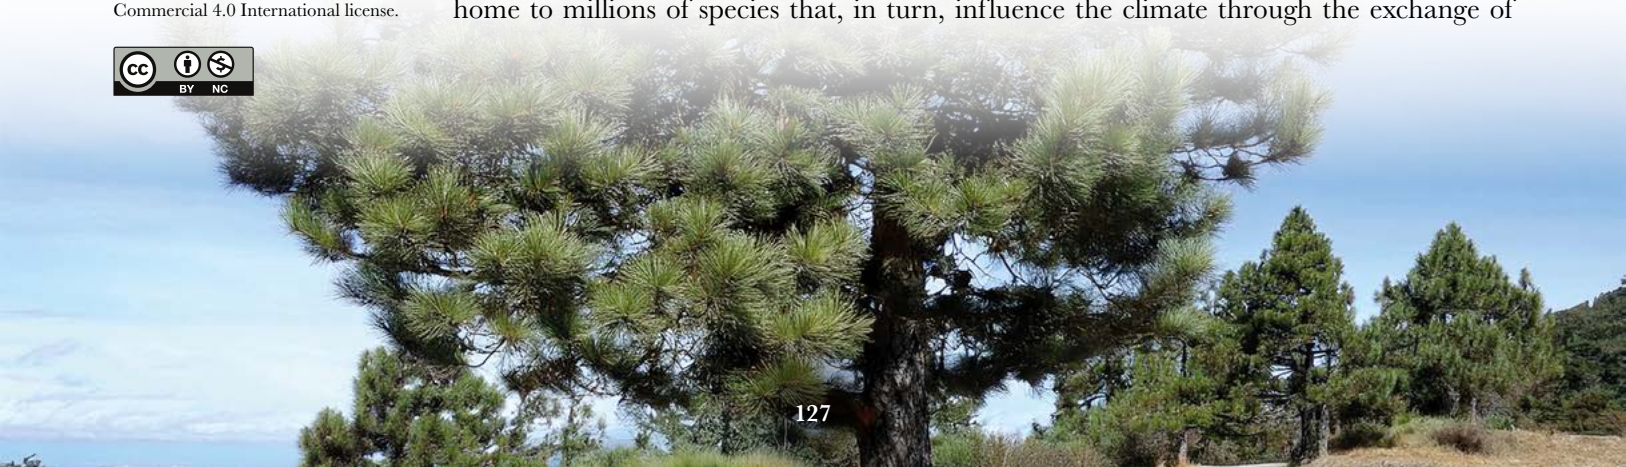 Commercial 4.0 International license.
home to millions of species that, in turn, influence the climate through the exchange of
cc
BY NC
127